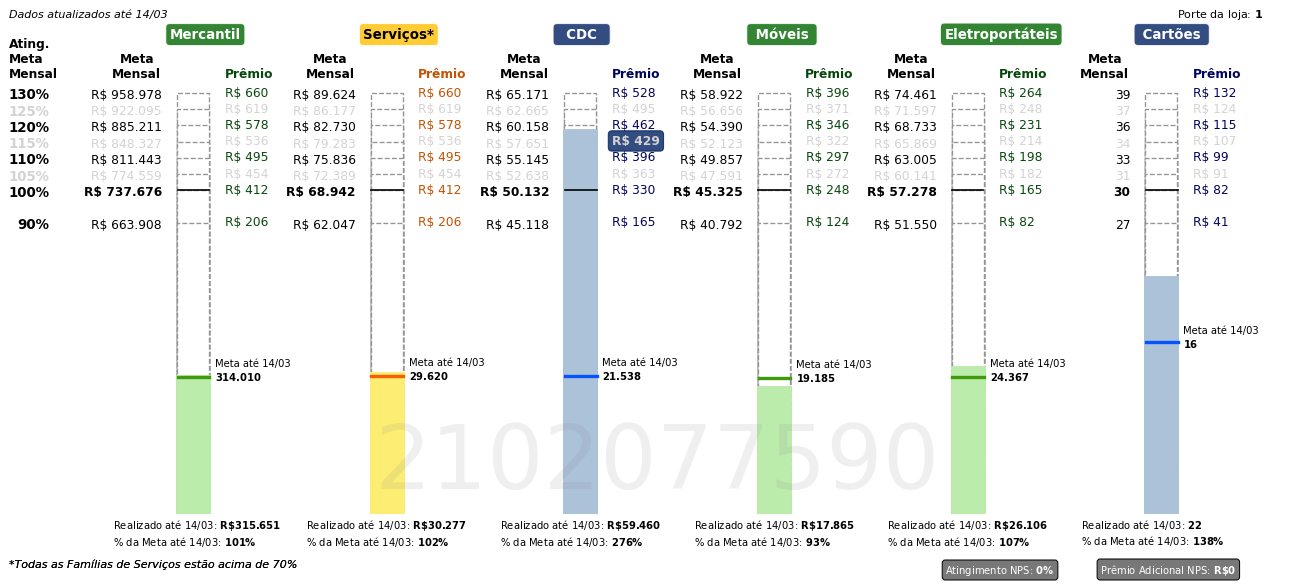 Dados atualizados até 14/03 Porte da loja: 1
Mercantil Serviços* CDC Móveis Eletroportáteis Cartões
Ating. Meta Mensal
Meta Mensal Prêmio Meta Mensal Prêmio Meta Mensal Prêmio Meta Mensal Prêmio Meta Mensal Prêmio Meta Mensal Prêmio
130% R$ 958.978 R$ 660 R$ 89.624 R$ 660 R$ 65.171 R$ 528 R$ 58.922 R$ 396 R$ 74.461 R$ 264 39 R$ 132
125% R$ 922.095 R$ 619 R$ 86.177 R$ 619 R$ 62.665 R$ 495 R$ 56.656 R$ 371 R$ 71.597 R$ 248 37 R$ 124
120% R$ 885.211 R$ 578 R$ 82.730 R$ 578 R$ 60.158 R$ 462 R$ 54.390 R$ 346 R$ 68.733 R$ 231 36 R$ 115
115% R$ 848.327 R$ 536 R$ 79.283 R$ 536 R$ 57.651 R$ 429 R$ 52.123 R$ 322 R$ 65.869 R$ 214 34 R$ 107
110% R$ 811.443 R$ 495 R$ 75.836 R$ 495 R$ 55.145 R$ 396 R$ 49.857 R$ 297 R$ 63.005 R$ 198 33 R$ 99
105% R$ 774.559 R$ 454 R$ 72.389 R$ 454 R$ 52.638 R$ 363 R$ 47.591 R$ 272 R$ 60.141 R$ 182 31 R$ 91
100% R$ 737.676 R$ 412 R$ 68.942 R$ 412 R$ 50.132 R$ 330 R$ 45.325 R$ 248 R$ 57.278 R$ 165 30 R$ 82
90% R$ 663.908 R$ 206 R$ 62.047 R$ 206 R$ 45.118 R$ 165 R$ 40.792 R$ 124 R$ 51.550 R$ 82 27 R$ 41
Meta até 14/03
16
Meta até 14/03 Meta até 14/03 Meta até 14/03 Meta até 14/03 Meta até 14/03
314.010 29.620 21.538 19.185 24.367
2102077590
Realizado até 14/03: R$315.651 Realizado até 14/03: R$30.277 Realizado até 14/03: R$59.460 Realizado até 14/03: R$17.865 Realizado até 14/03: R$26.106 Realizado até 14/03: 22
% da Meta até 14/03: 101% % da Meta até 14/03: 102% % da Meta até 14/03: 276% % da Meta até 14/03: 93% % da Meta até 14/03: 107% % da Meta até 14/03: 138%
*Todas as Famílias de Serviços estão acima de 70% Atingimento NPS: 0% Prêmio Adicional NPS: R$0